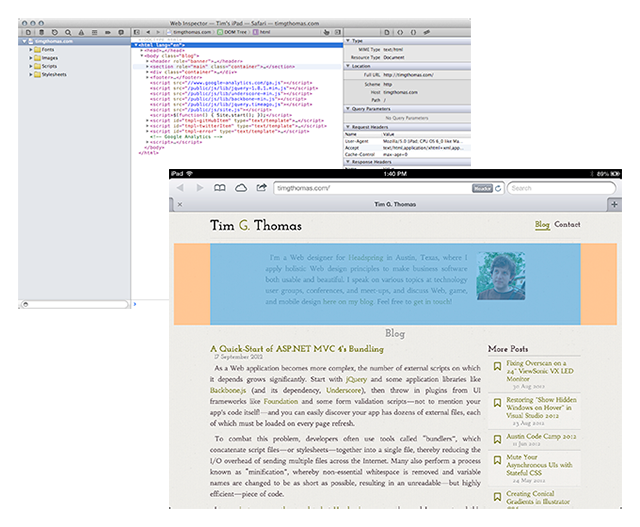 Web Inspector — Tim's iPad — Safari — timgthomas.com
timgthomas.com
DOM Tree
html
timgthomas.com
Fonts
Images
Scripts
Stylesheets
<html lang="en">
<head>…</head>
<body class="blog">
<header role="banner">…</header>
<section role="main" class="container">…</section>
<div class="container">…</div>
<footer>…</footer>
<script src="//www.google-analytics.com/ga.js"></script>
<script src="/public/js/lib/jquery-1.8.1.min.js"></script>
<script src="/public/js/lib/underscore-min.js"></script>
<script src="/public/js/lib/backbone-min.js"></script>
<script src="/public/js/lib/jquery.timeago.js"></script>
<script src="/public/js/site.js"></script>
<script>$(function() { Site.start(); });</script>
<script id="tmpl-gitHubItem" type="text/template">…</script>
<script id="tmpl-twitterItem" type="text/template">…</script>
<script id="tmpl-error" type="text/template">…</script>
<!-- Google Analytics -->
<script>…</script>
</body>
</html>
Type
MIME Type text/html
Resource Type Document
Location
Full URL http://timgthomas.com/
Scheme http
Host timgthomas.com
Path /
Query Parameters
No Query Parameters
Request Headers
Name Value
User-Agent Mozilla/5.0 (iPad; CPU OS 6_0 like Ma…
Accept text/html,application/xhtml+xml,app…
Cache-Control max-age=0
Response Headers
iPad 1:40 PM 89%
timgthomas.com/ Reader Search
Tim G. Thomas
Tim G. Thomas Blog Contact
I'm a Web designer for Headspring in Austin, Texas, where I
apply holistic Web design principles to make business software
both usable and beautiful. I speak on various topics at technology
user groups, conferences, and meet-ups, and discuss Web, game,
and mobile design here on my blog. Feel free to get in touch!
Blog
A Quick-Start of ASP.NET MVC 4's Bundling
17 September 2012
As a Web application becomes more complex, the number of external scripts on which
it depends grows significantly. Start with jQuery and some application libraries like
Backbone.js (and its dependency, Underscore), then throw in plugins from UI
frameworks like Foundation and some form validation scripts—not to mention your
app's code itself!—and you can easily discover your app has dozens of external files, each
of which must be loaded on every page refresh.
To combat this problem, developers often use tools called "bundlers", which
concatenate script files—or stylesheets—together into a single file, thereby reducing the
I/O overhead of sending multiple files across the Internet. Many also perform a process
known as "minification", whereby non-essential whitespace is removed and variable
names are changed to be as short as possible, resulting in an unreadable—but highly
efficient—piece of code.
More Posts
Fixing Overscan on a
24" ViewSonic VX LED
Monitor
30 Aug 2012
Restoring "Show Hidden
Windows on Hover" in
Visual Studio 2012
23 Aug 2012
Austin Code Camp 2012
11 Jun 2012
Mute Your
Asynchronous UIs with
Stateful CSS
24 May 2012
Creating Conical
Gradients in Illustrator